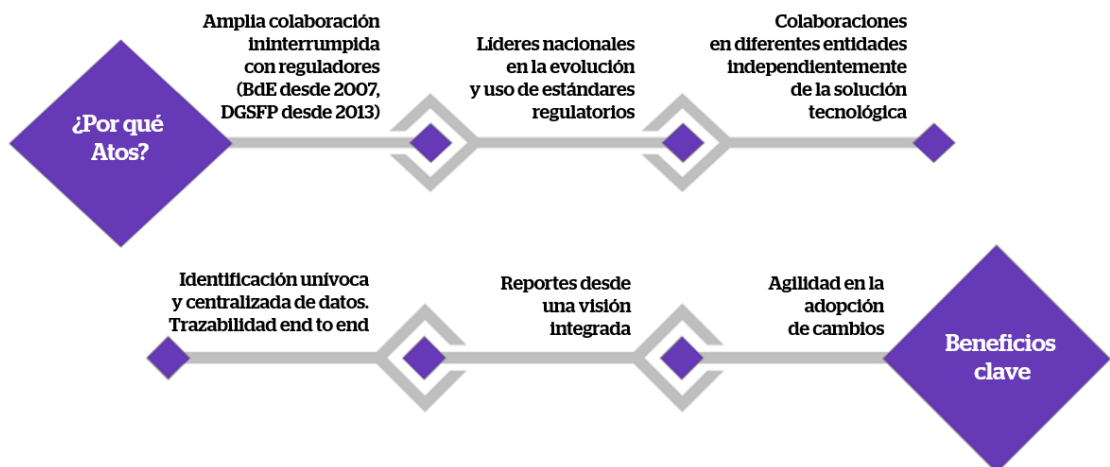 ¿Por qué
Atos?
Amplia colaboración
ininterrumpida
con reguladores
(BdE desde 2007,
DGSFP desde 2013)
Líderes nacionales
en la evolución
y uso de estándares
regulatorios
Colaboraciones
en diferentes entidades
independientemente
de la solución
tecnológica
Identificación unívoca
y centralizada de datos.
Trazabilidad end to end
Reportes desde
una visión
integrada
Agilidad en la
adopción
de cambios
Beneficios
clave